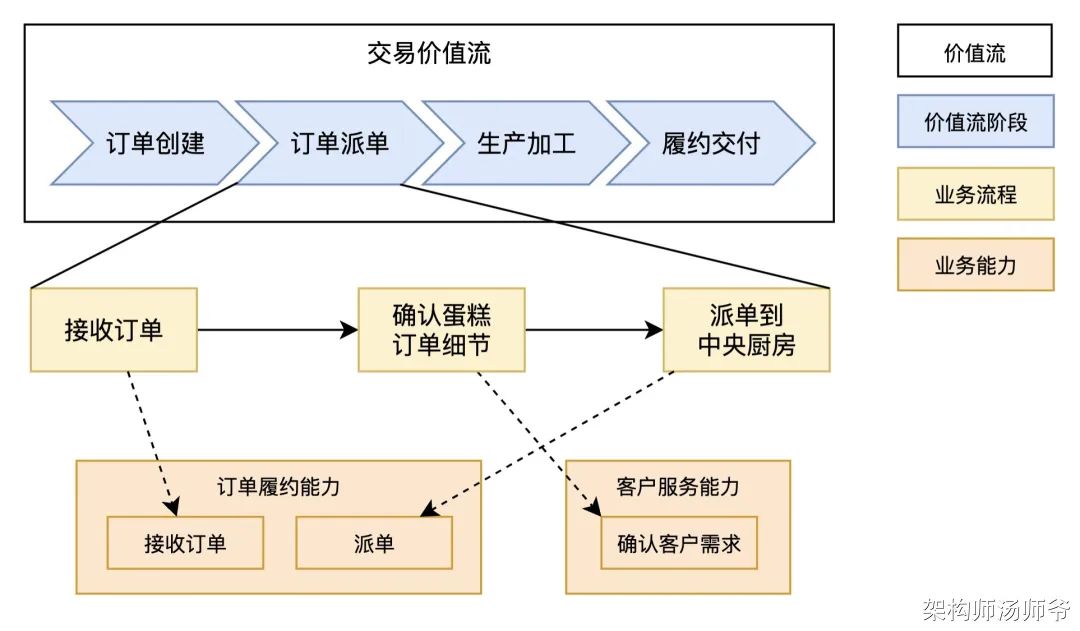 交易价值流
订单创建
订单派单
生产加工
履约交付
价值流
价值流阶段
业务流程
业务能力
接收订单
确认蛋糕
订单细节
派单到
中央厨房
订单履约能力
接收订单
派单
客户服务能力
确认客户需求
架构师汤师爷